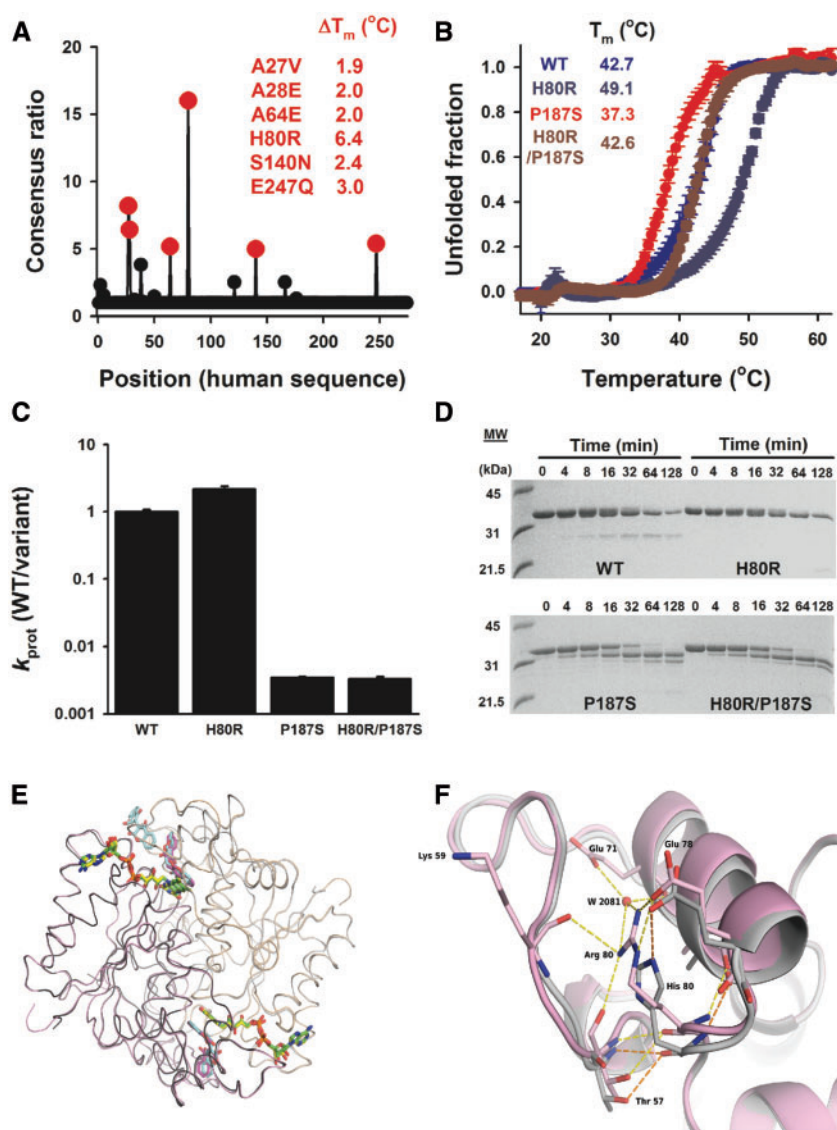 A
ΔTm (oC)
A27V 1.9
A28E 2.0
A64E 2.0
H80R 6.4
S140N 2.4
E247Q 3.0
Consensus ratio
20
15
10
5
0
0 50 100 150 200 250
Position (human sequence)
B
Tm (oC)
WT 42.7
H80R 49.1
P187S 37.3
H80R
/P187S 42.6
Unfolded fraction
1.0
0.8
0.6
0.4
0.2
0.0
20 30 40 50 60
Temperature (oC)
C
kprot (WT/variant)
10
1
0.1
0.01
0.001
WT H80R P187S H80R/P187S
D
MW
(kDa)
Time (min) Time (min)
0 4 8 16 32 64 128 0 4 8 16 32 64 128
45
31
21.5
WT H80R
0 4 8 16 32 64 128 0 4 8 16 32 64 128
45
31
21.5
P187S H80R/P187S
E
F
Lys 59
Glu 71
Glu 78
W 2081
Arg 80
His 80
Thr 57